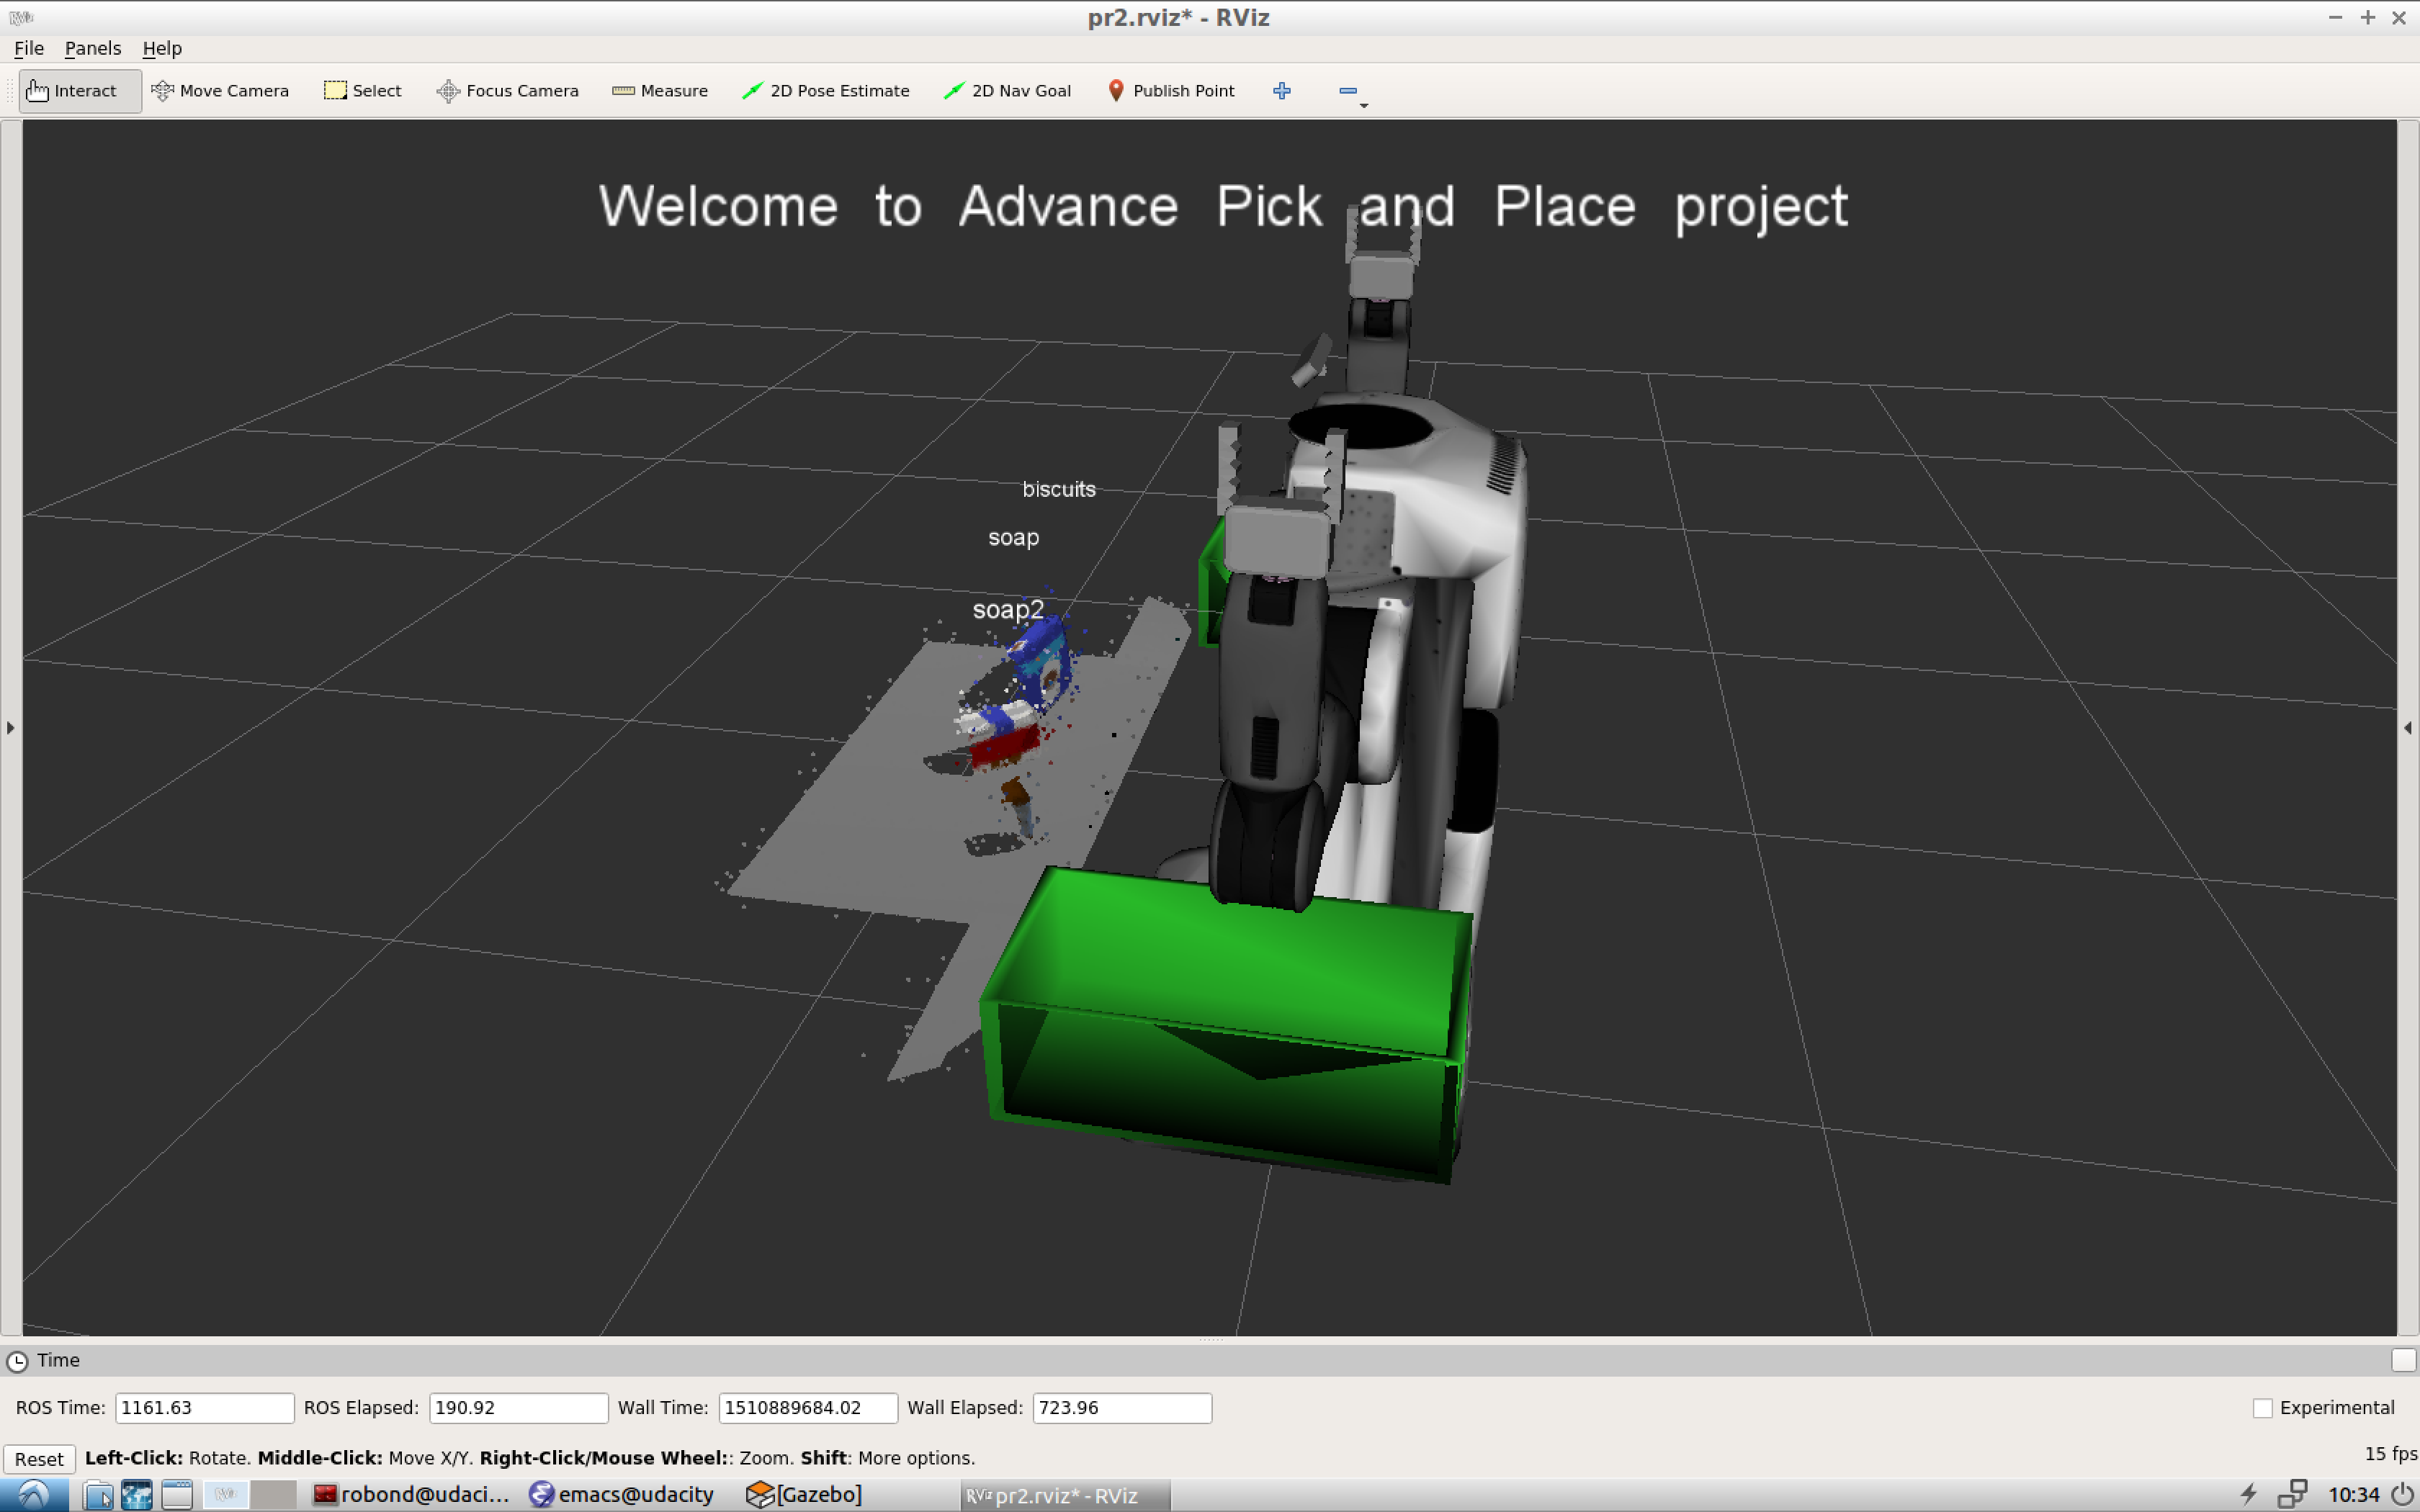 pr2.rviz* - RViz
File Panels Help
Interact Move Camera Select Focus Camera Measure 2D Pose Estimate 2D Nav Goal Publish Point
Welcome to Advance Pick and Place project
biscuits
soap
soap2
Time
ROS Time: 1161.63 ROS Elapsed: 190.92 Wall Time: 1510889684.02 Wall Elapsed: 723.96 Experimental
Reset Left-Click: Rotate. Middle-Click: Move X/Y. Right-Click/Mouse Wheel:: Zoom. Shift: More options. 15 fps
robond@udaci... emacs@udacity [Gazebo] RViz pr2.rviz* - RViz 10:34